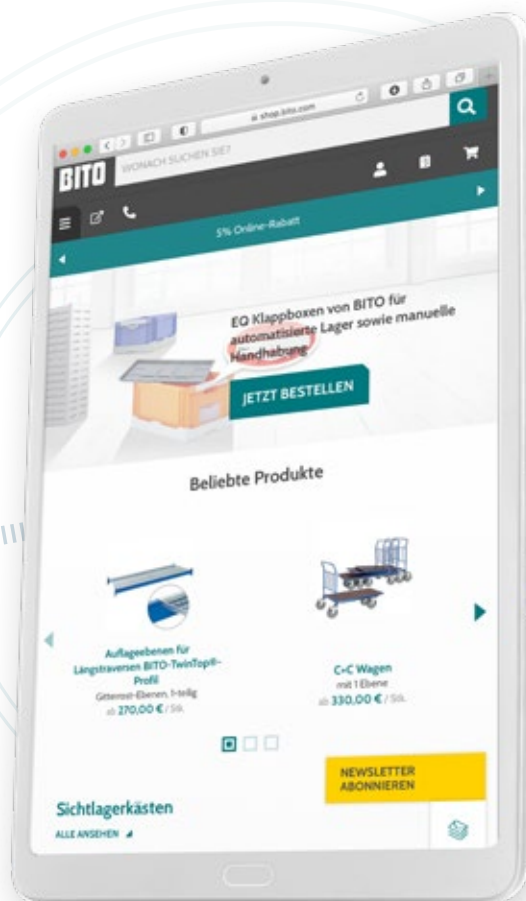 shop.bito.com
BITO
WONACH SUCHEN SIE?
5% Online-Rabatt
EQ Klappboxen von BITO für
automatisierte Lager sowie manuelle
Handhabung
JETZT BESTELLEN
Beliebte Produkte
Auflageebenen für
Längstraversen BITO-TwinTop®-
Profil
Gitterrost-Ebenen, 1-teilig
ab 270,00 € / Stk.
C+C Wagen
mit 1 Ebene
ab 330,00 € / Stk.
NEWSLETTER
ABONNIEREN
Sichtlagerkästen
ALLE ANSEHEN